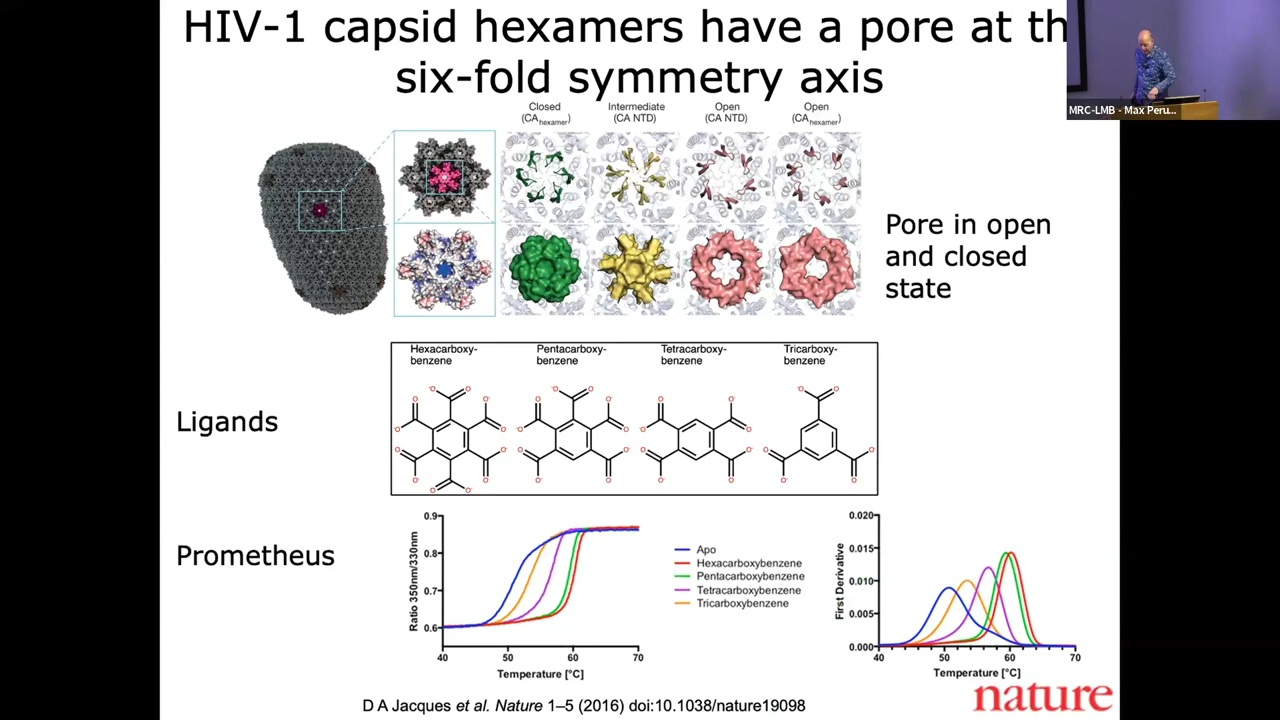 HIV-1 capsid hexamers have a pore at th
six-fold symmetry axis
MRC-LMB - Max Peru...
Closed
(CAhexamer)
Intermediate
(CA NTD)
Open
(CA NTD)
Open
(CAhexamer)
Pore in open
and closed
state
Ligands
Hexacarboxy-
benzene
Pentacarboxy-
benzene
Tetracarboxy-
benzene
Tricarboxy-
benzene
Prometheus
Ratio 350nm/330nm
0.9
0.8
0.7
0.6
40 50 60 70
Temperature [°C]
Apo
Hexacarboxybenzene
Pentacarboxybenzene
Tetracarboxybenzene
Tricarboxybenzene
First Derivative
0.020
0.015
0.010
0.005
0.000
40 50 60 70
Temperature [°C]
D A Jacques et al. Nature 1–5 (2016) doi:10.1038/nature19098
nature